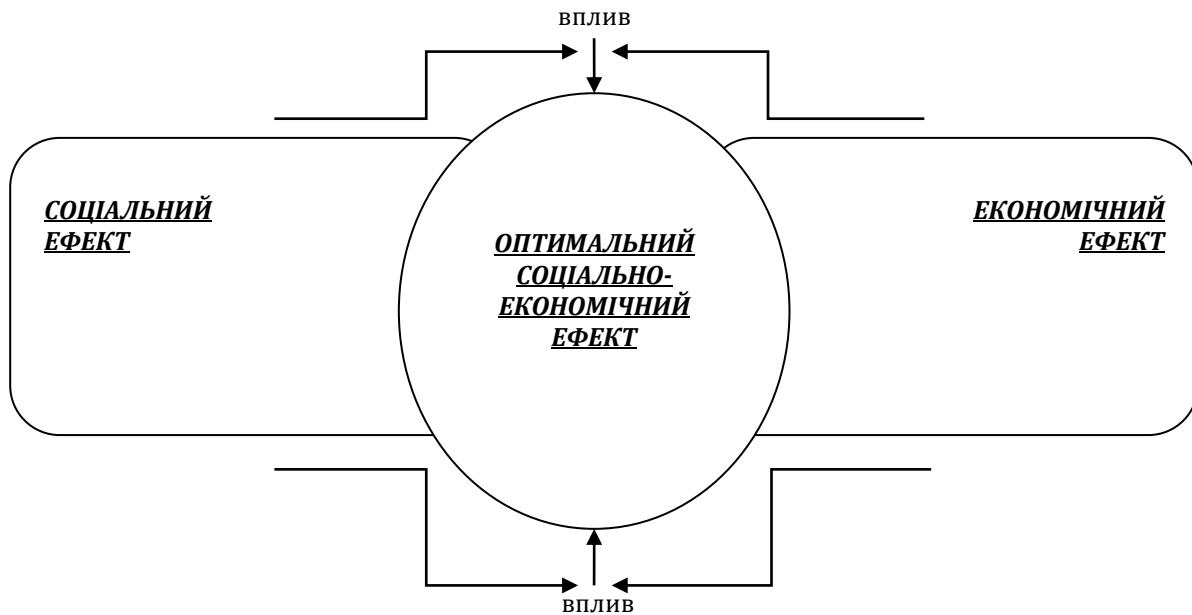 вплив
СОЦІАЛЬНИЙ
ЕФЕКТ
ОПТИМАЛЬНИЙ
СОЦІАЛЬНО-
ЕКОНОМІЧНИЙ
ЕФЕКТ
ЕКОНОМІЧНИЙ
ЕФЕКТ
вплив